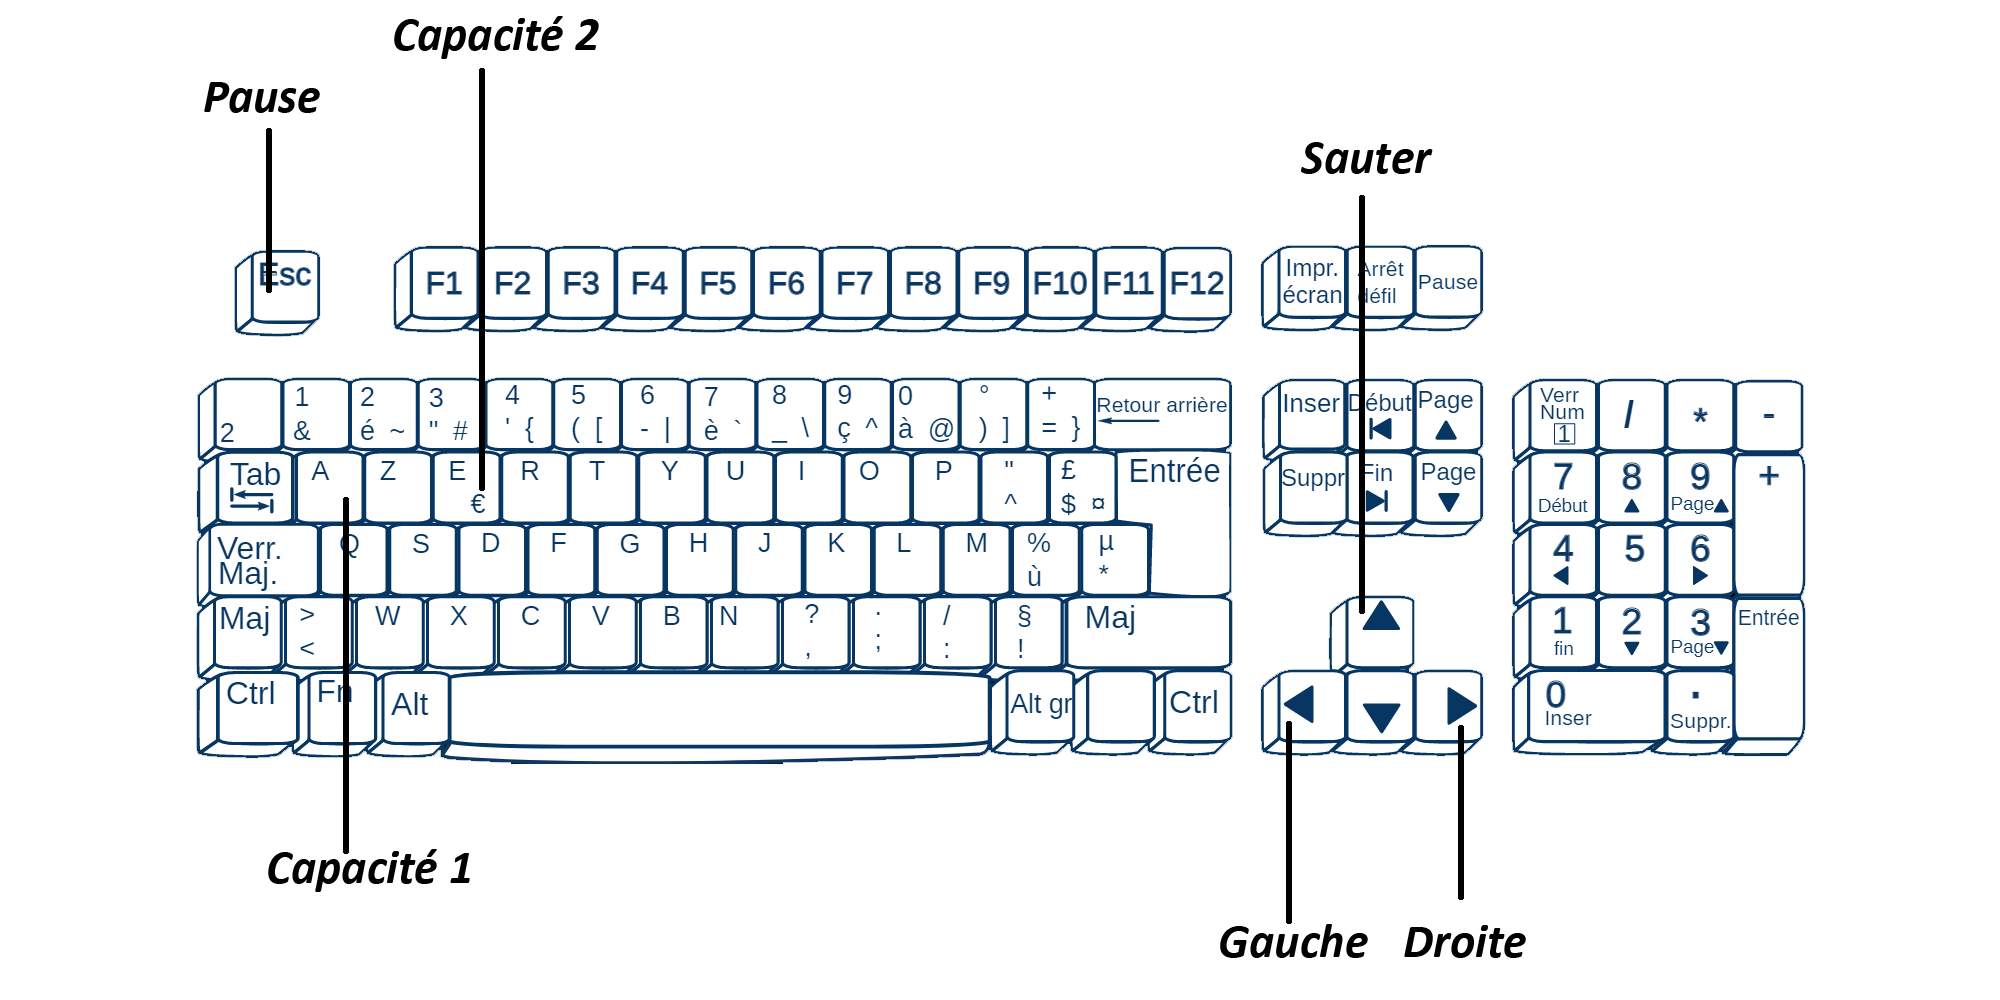 Capacité 2
Pause
Sauter
Esc
F1 F2 F3 F4 F5 F6 F7 F8 F9 F10 F11 F12
Impr. écran
Arrêt défil
Pause
2
1 &
2 é ~
3 " #
4 ' {
5 ( [
6 - |
7 è `
8 _ \
9 ç ^
0 à @
° ) ]
+ = }
Retour arrière
Inser
Début
Page
Verr Num 1
/
*
-
Tab
A
Z
E €
R
T
Y
U
I
O
P
" ^
£ $ ¤
Entrée
Suppr
Fin
Page
7 Début
8
9 Page
+
Verr. Maj.
Q
S
D
F
G
H
J
K
L
M
% ù
µ *
4
5
6
Maj
> <
W
X
C
V
B
N
? ,
. ;
/ :
§ !
Maj
1 fin
2
3 Page
Entrée
Ctrl
Fn
Alt
Alt gr
Ctrl
0 Inser
. Suppr.
Capacité 1
Gauche
Droite